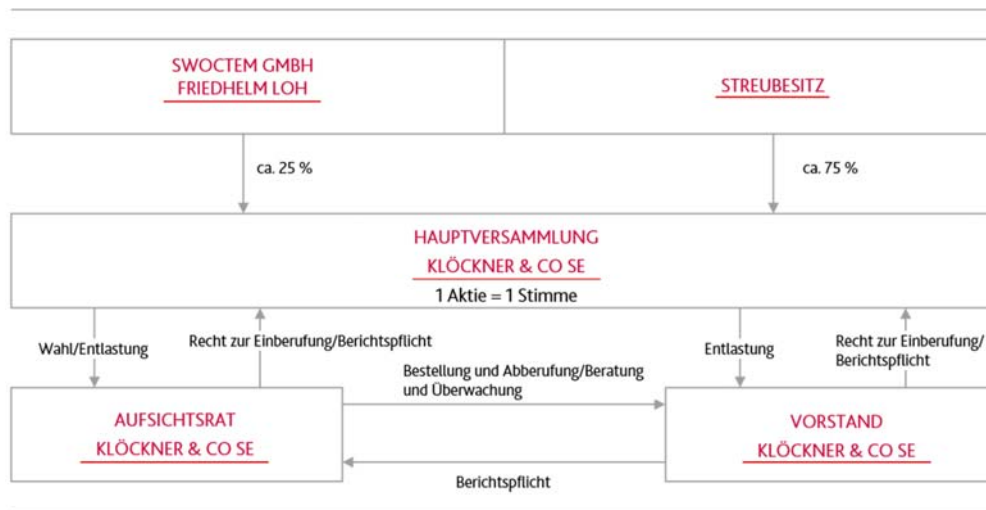 SWOCTEM GMBH
FRIEDHELM LOH
STREUBESITZ
ca. 25 %
ca. 75 %
HAUPTVERSAMMLUNG
KLÖCKNER & CO SE
1 Aktie = 1 Stimme
Wahl/Entlastung
Recht zur Einberufung/Berichtspflicht
Entlastung
Recht zur Einberufung/
Berichtspflicht
Bestellung und Abberufung/Beratung
und Überwachung
AUFSICHTSRAT
KLÖCKNER & CO SE
VORSTAND
KLÖCKNER & CO SE
Berichtspflicht